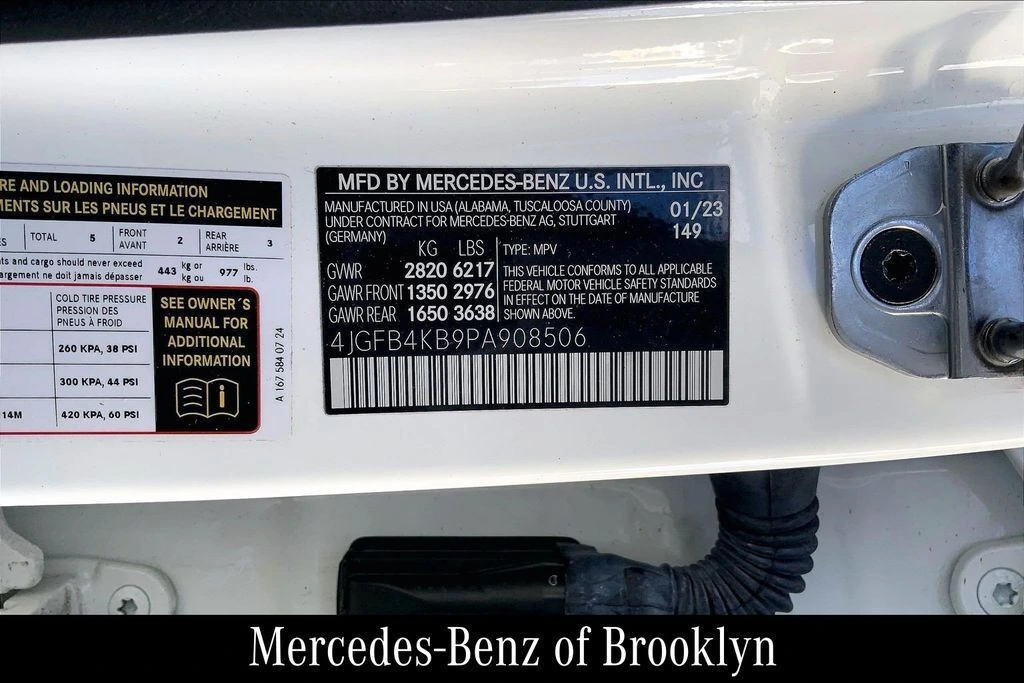 RE AND LOADING INFORMATION
MENTS SUR LES PNEUS ET LE CHARGEMENT
TOTAL 5 FRONT AVANT 2 REAR ARRIÈRE 3
and cargo should never exceed 443 kg or kg ou 977 lbs. lb.
argement ne doit jamais dépasser
COLD TIRE PRESSURE
PRESSION DES
PNEUS À FROID
260 KPA, 38 PSI
300 KPA, 44 PSI
14M 420 KPA, 60 PSI
SEE OWNER´S
MANUAL FOR
ADDITIONAL
INFORMATION
A 167 584 07 24
MFD BY MERCEDES-BENZ U.S. INTL., INC
MANUFACTURED IN USA (ALABAMA, TUSCALOOSA COUNTY) 01/23
UNDER CONTRACT FOR MERCEDES-BENZ AG, STUTTGART 149
(GERMANY)
KG LBS TYPE: MPV
GVWR 2820 6217
GAWR FRONT 1350 2976
GAWR REAR 1650 3638
THIS VEHICLE CONFORMS TO ALL APPLICABLE
FEDERAL MOTOR VEHICLE SAFETY STANDARDS
IN EFFECT ON THE DATE OF MANUFACTURE
SHOWN ABOVE.
4JGFB4KB9PA908506
Mercedes-Benz of Brooklyn